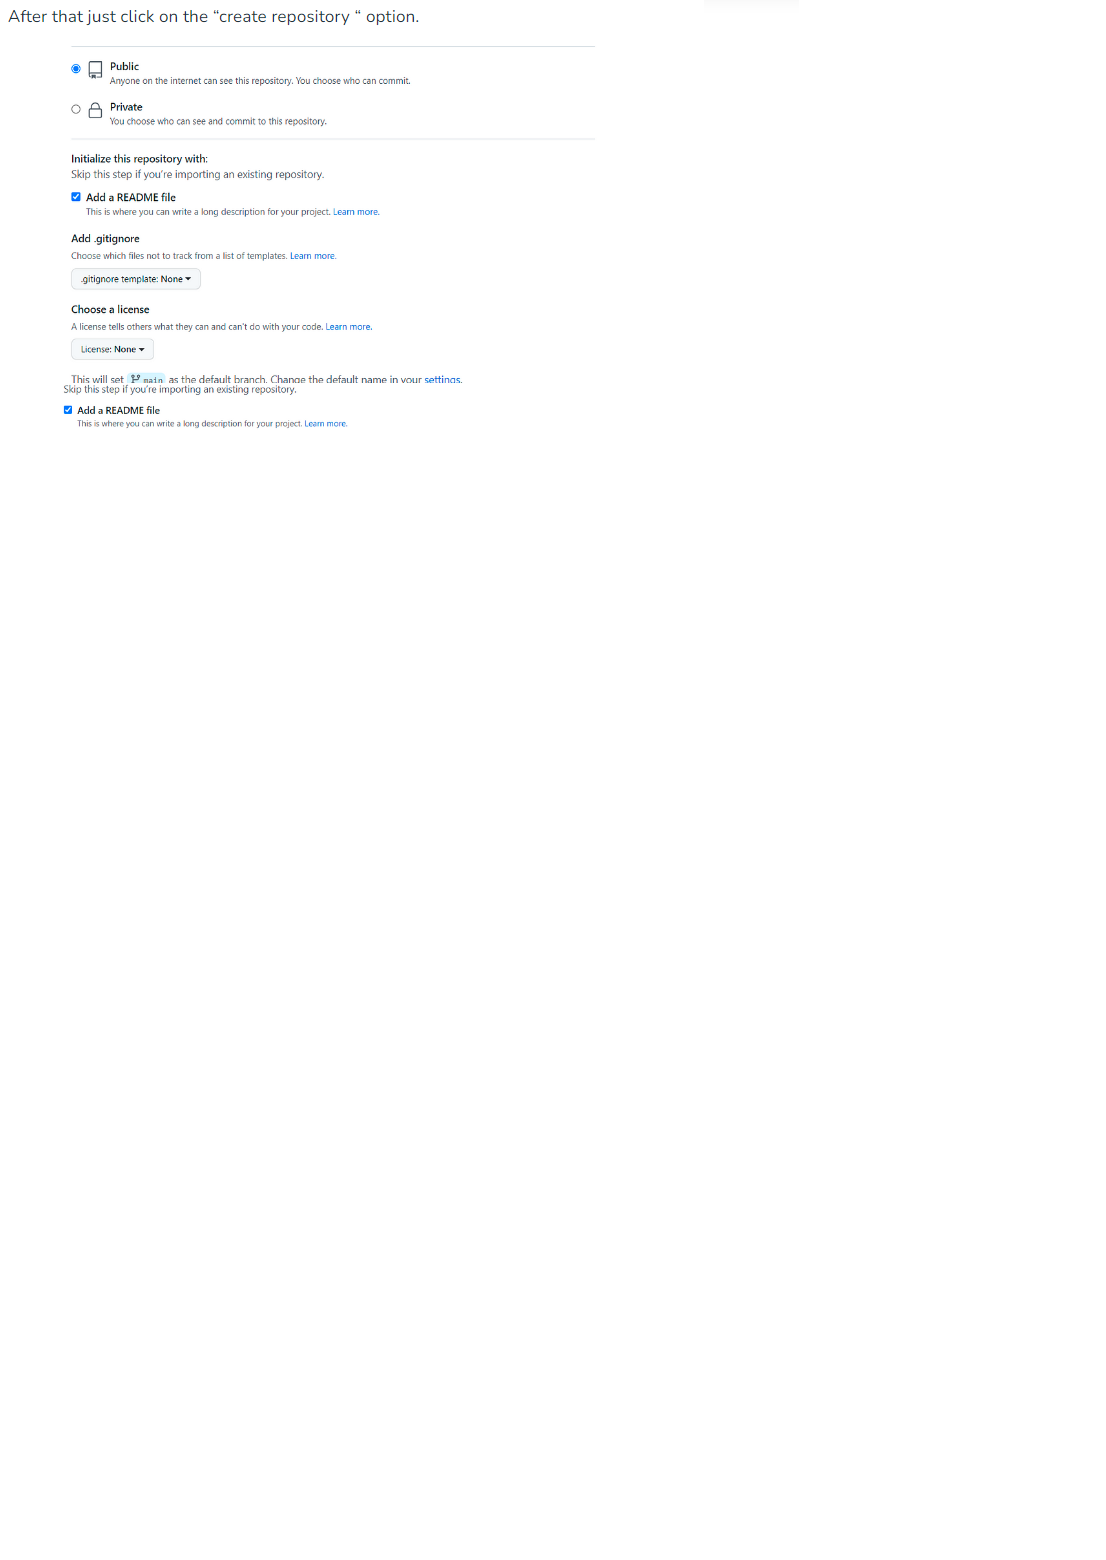 After that just click on the “create repository “ option.
Public
Anyone on the internet can see this repository. You choose who can commit.
Private
You choose who can see and commit to this repository.
Initialize this repository with:
Skip this step if you're importing an existing repository.
Add a README file
This is where you can write a long description for your project. Learn more.
Add .gitignore
Choose which files not to track from a list of templates. Learn more.
.gitignore template: None
Choose a license
A license tells others what they can and can't do with your code. Learn more.
License: None
This will set main as the default branch. Change the default name in your settings.
Skip this step if you're importing an existing repository.
Add a README file
This is where you can write a long description for your project. Learn more.